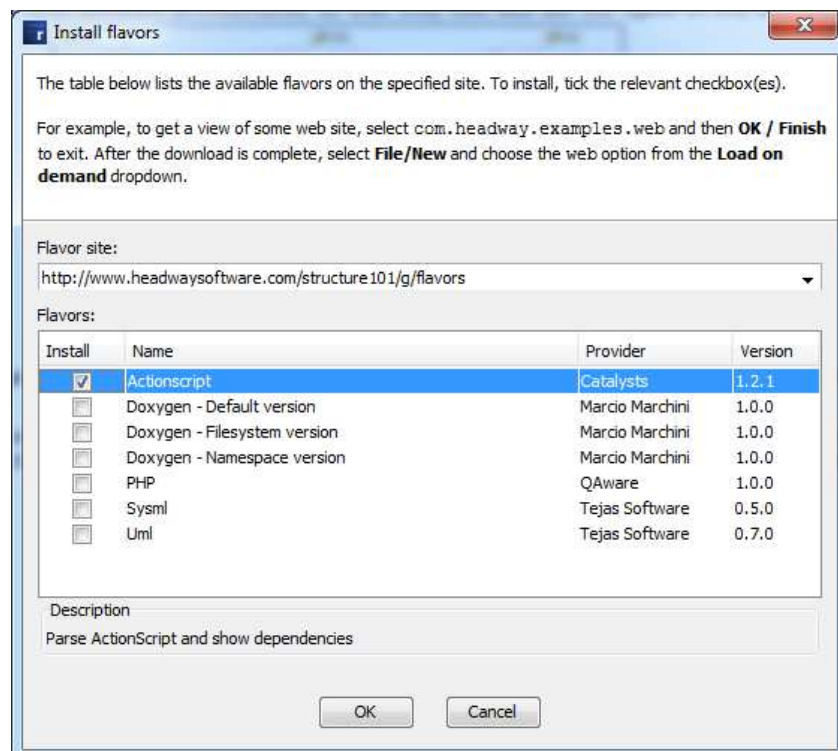 Install flavors
The table below lists the available flavors on the specified site. To install, tick the relevant checkbox(es).
For example, to get a view of some web site, select com.headway.examples.web and then OK / Finish
to exit. After the download is complete, select File/New and choose the web option from the Load on
demand dropdown.
Flavor site:
http://www.headwaysoftware.com/structure101/g/flavors
Flavors:
Install Name Provider Version
Actionscript Catalysts 1.2.1
Doxygen - Default version Marcio Marchini 1.0.0
Doxygen - Filesystem version Marcio Marchini 1.0.0
Doxygen - Namespace version Marcio Marchini 1.0.0
PHP QAware 1.0.0
Sysml Tejas Software 0.5.0
Uml Tejas Software 0.7.0
Description
Parse ActionScript and show dependencies
OK Cancel